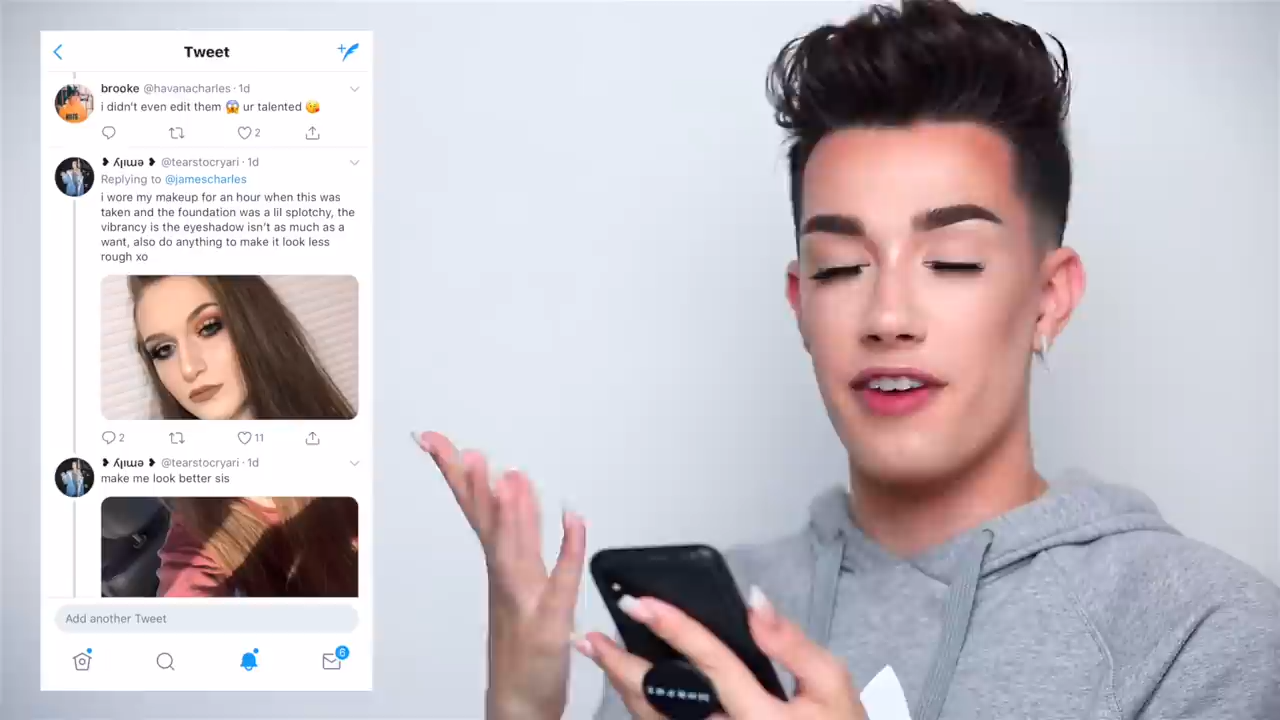 Tweet
brooke @havanacharles · 1d
i didn't even edit them 😱 ur talented 😘
2
@tearstocryari · 1d
Replying to @jamescharles
i wore my makeup for an hour when this was
taken and the foundation was a lil splotchy, the
vibrancy is the eyeshadow isn't as much as a
want, also do anything to make it look less
rough xo
2 11
@tearstocryari · 1d
make me look better sis
Add another Tweet
6